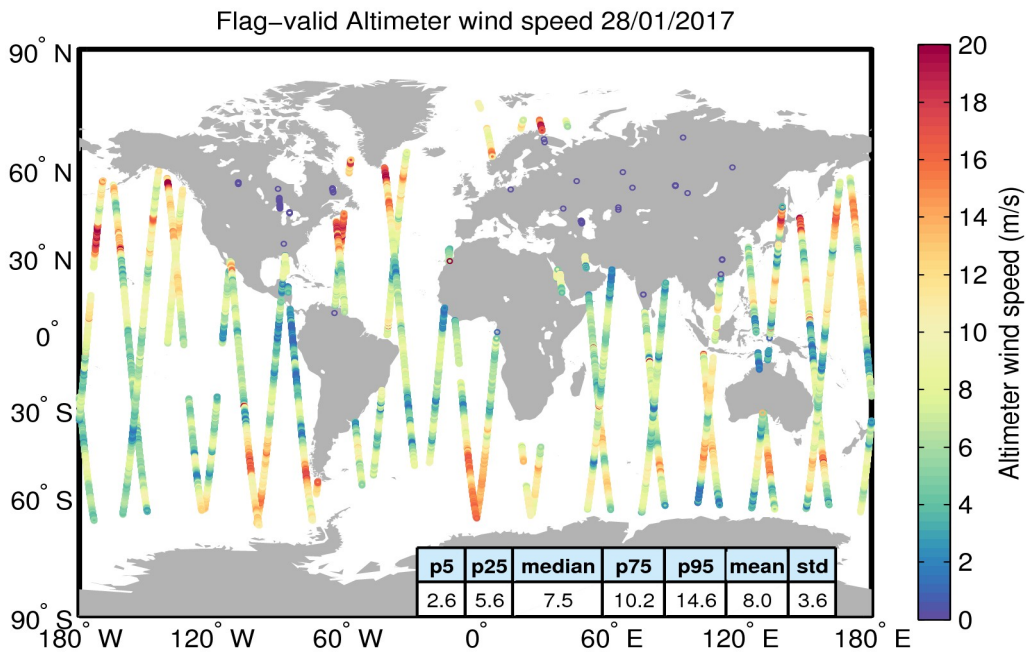 Flag−valid Altimeter wind speed 28/01/2017
90° N
60° N
30° N
0°
30° S
60° S
90° S
180° W
120° W
60° W
0°
60° E
120° E
180° E
p5 p25 median p75 p95 mean std
2.6 5.6 7.5 10.2 14.6 8.0 3.6
20
18
16
14
12
10
8
6
4
2
0
Altimeter wind speed (m/s)